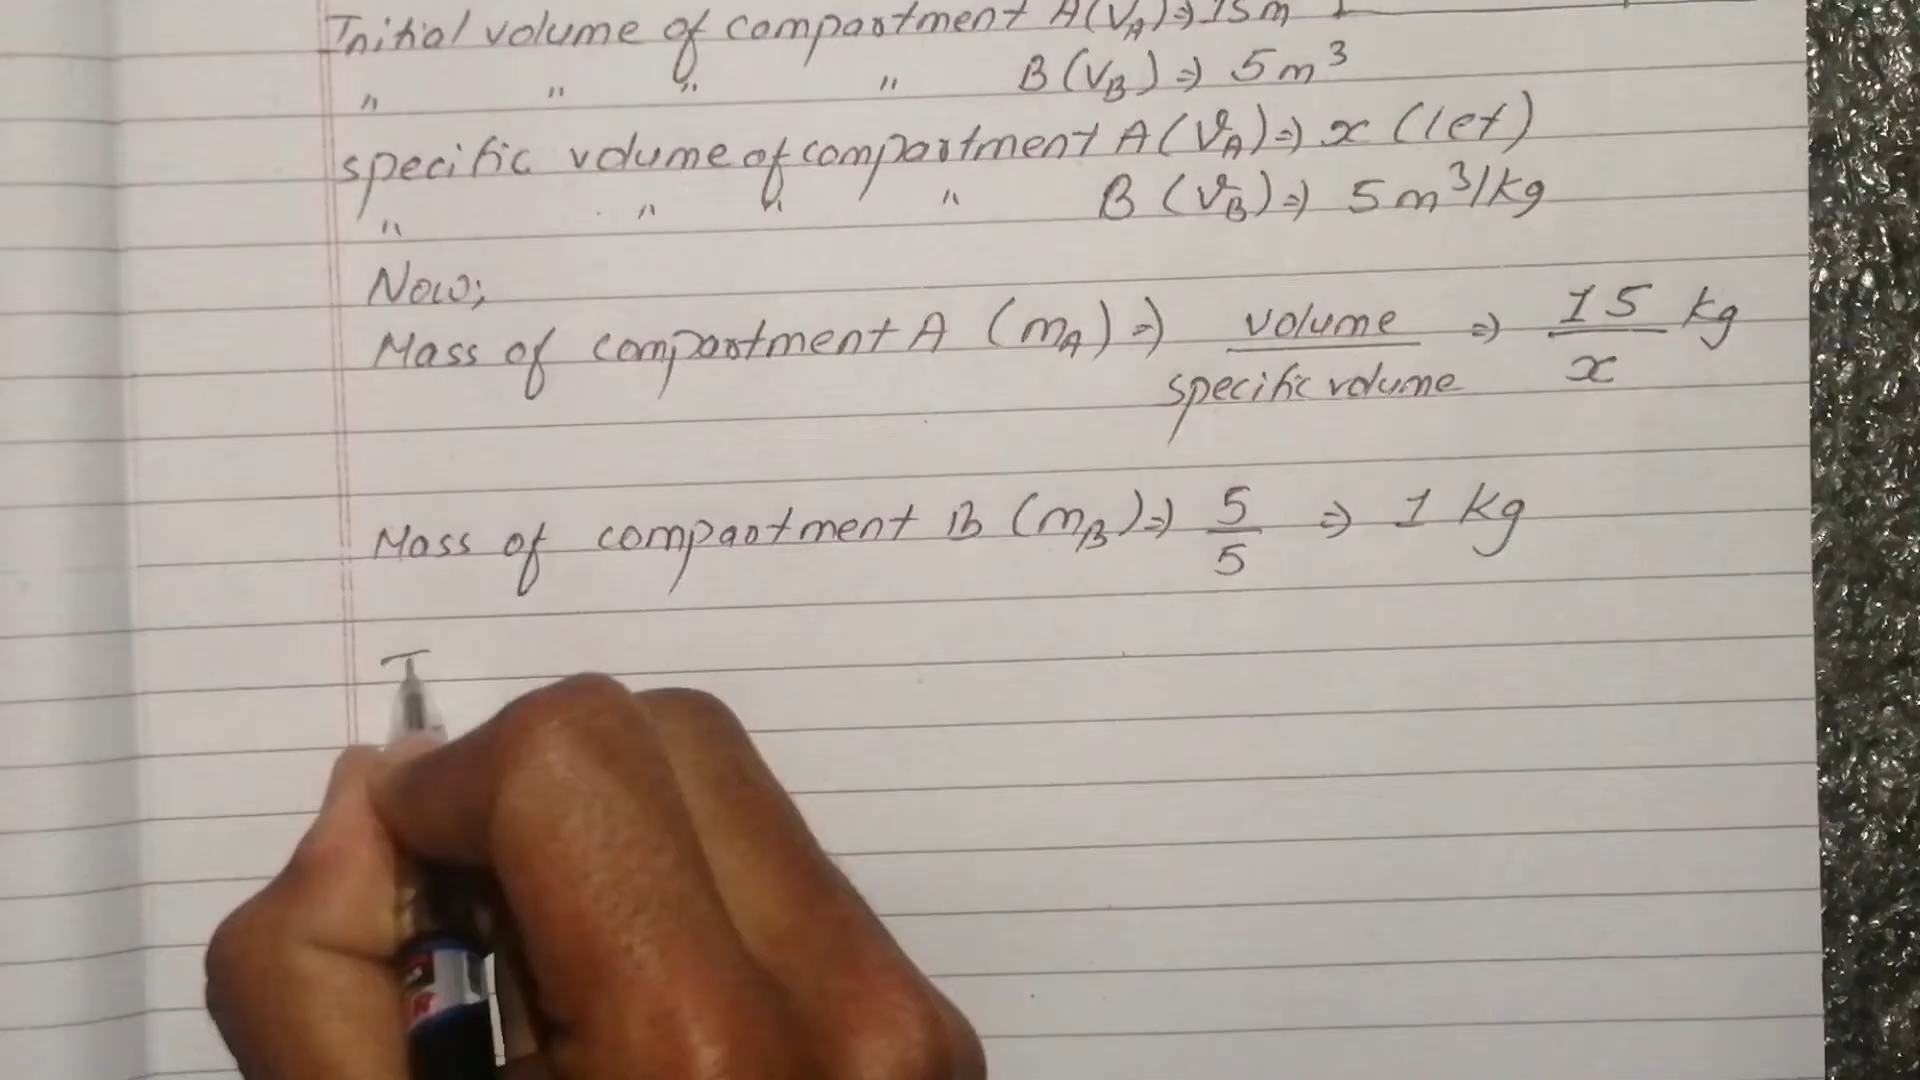 Initial volume of compartment A(VA) ⇒ 15m
" " " " B(VB) ⇒ 5m³
specific volume of compartment A(vA) ⇒ x (let)
" " " " B (vB) ⇒ 5m³/kg
Now;
Mass of compartment A (mA) ⇒ volume/specific volume ⇒ 15/x kg
Mass of compartment B (mB) ⇒ 5/5 ⇒ 1 kg
T